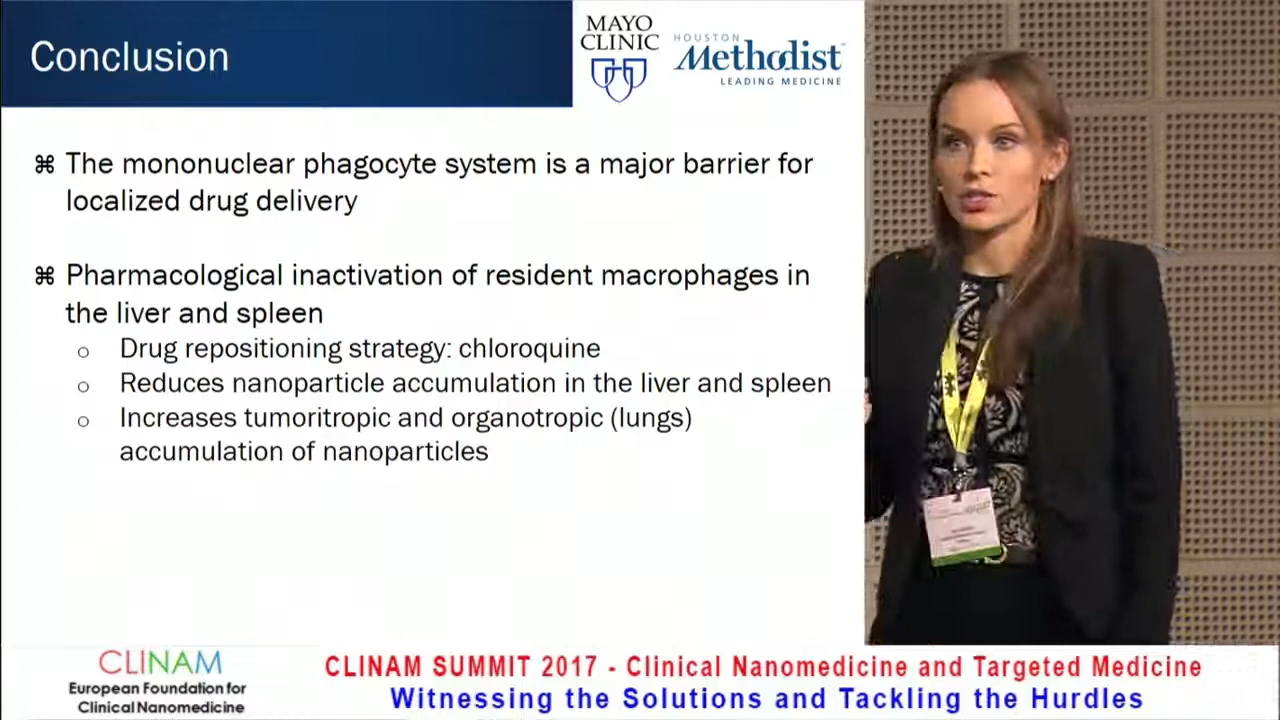 Conclusion
MAYO
CLINIC
HOUSTON
Methodist
LEADING MEDICINE
⌘ The mononuclear phagocyte system is a major barrier for
localized drug delivery
⌘ Pharmacological inactivation of resident macrophages in
the liver and spleen
o Drug repositioning strategy: chloroquine
o Reduces nanoparticle accumulation in the liver and spleen
o Increases tumoritropic and organotropic (lungs)
accumulation of nanoparticles
CLINAM
European Foundation for
Clinical Nanomedicine
CLINAM SUMMIT 2017 - Clinical Nanomedicine and Targeted Medicine
Witnessing the Solutions and Tackling the Hurdles